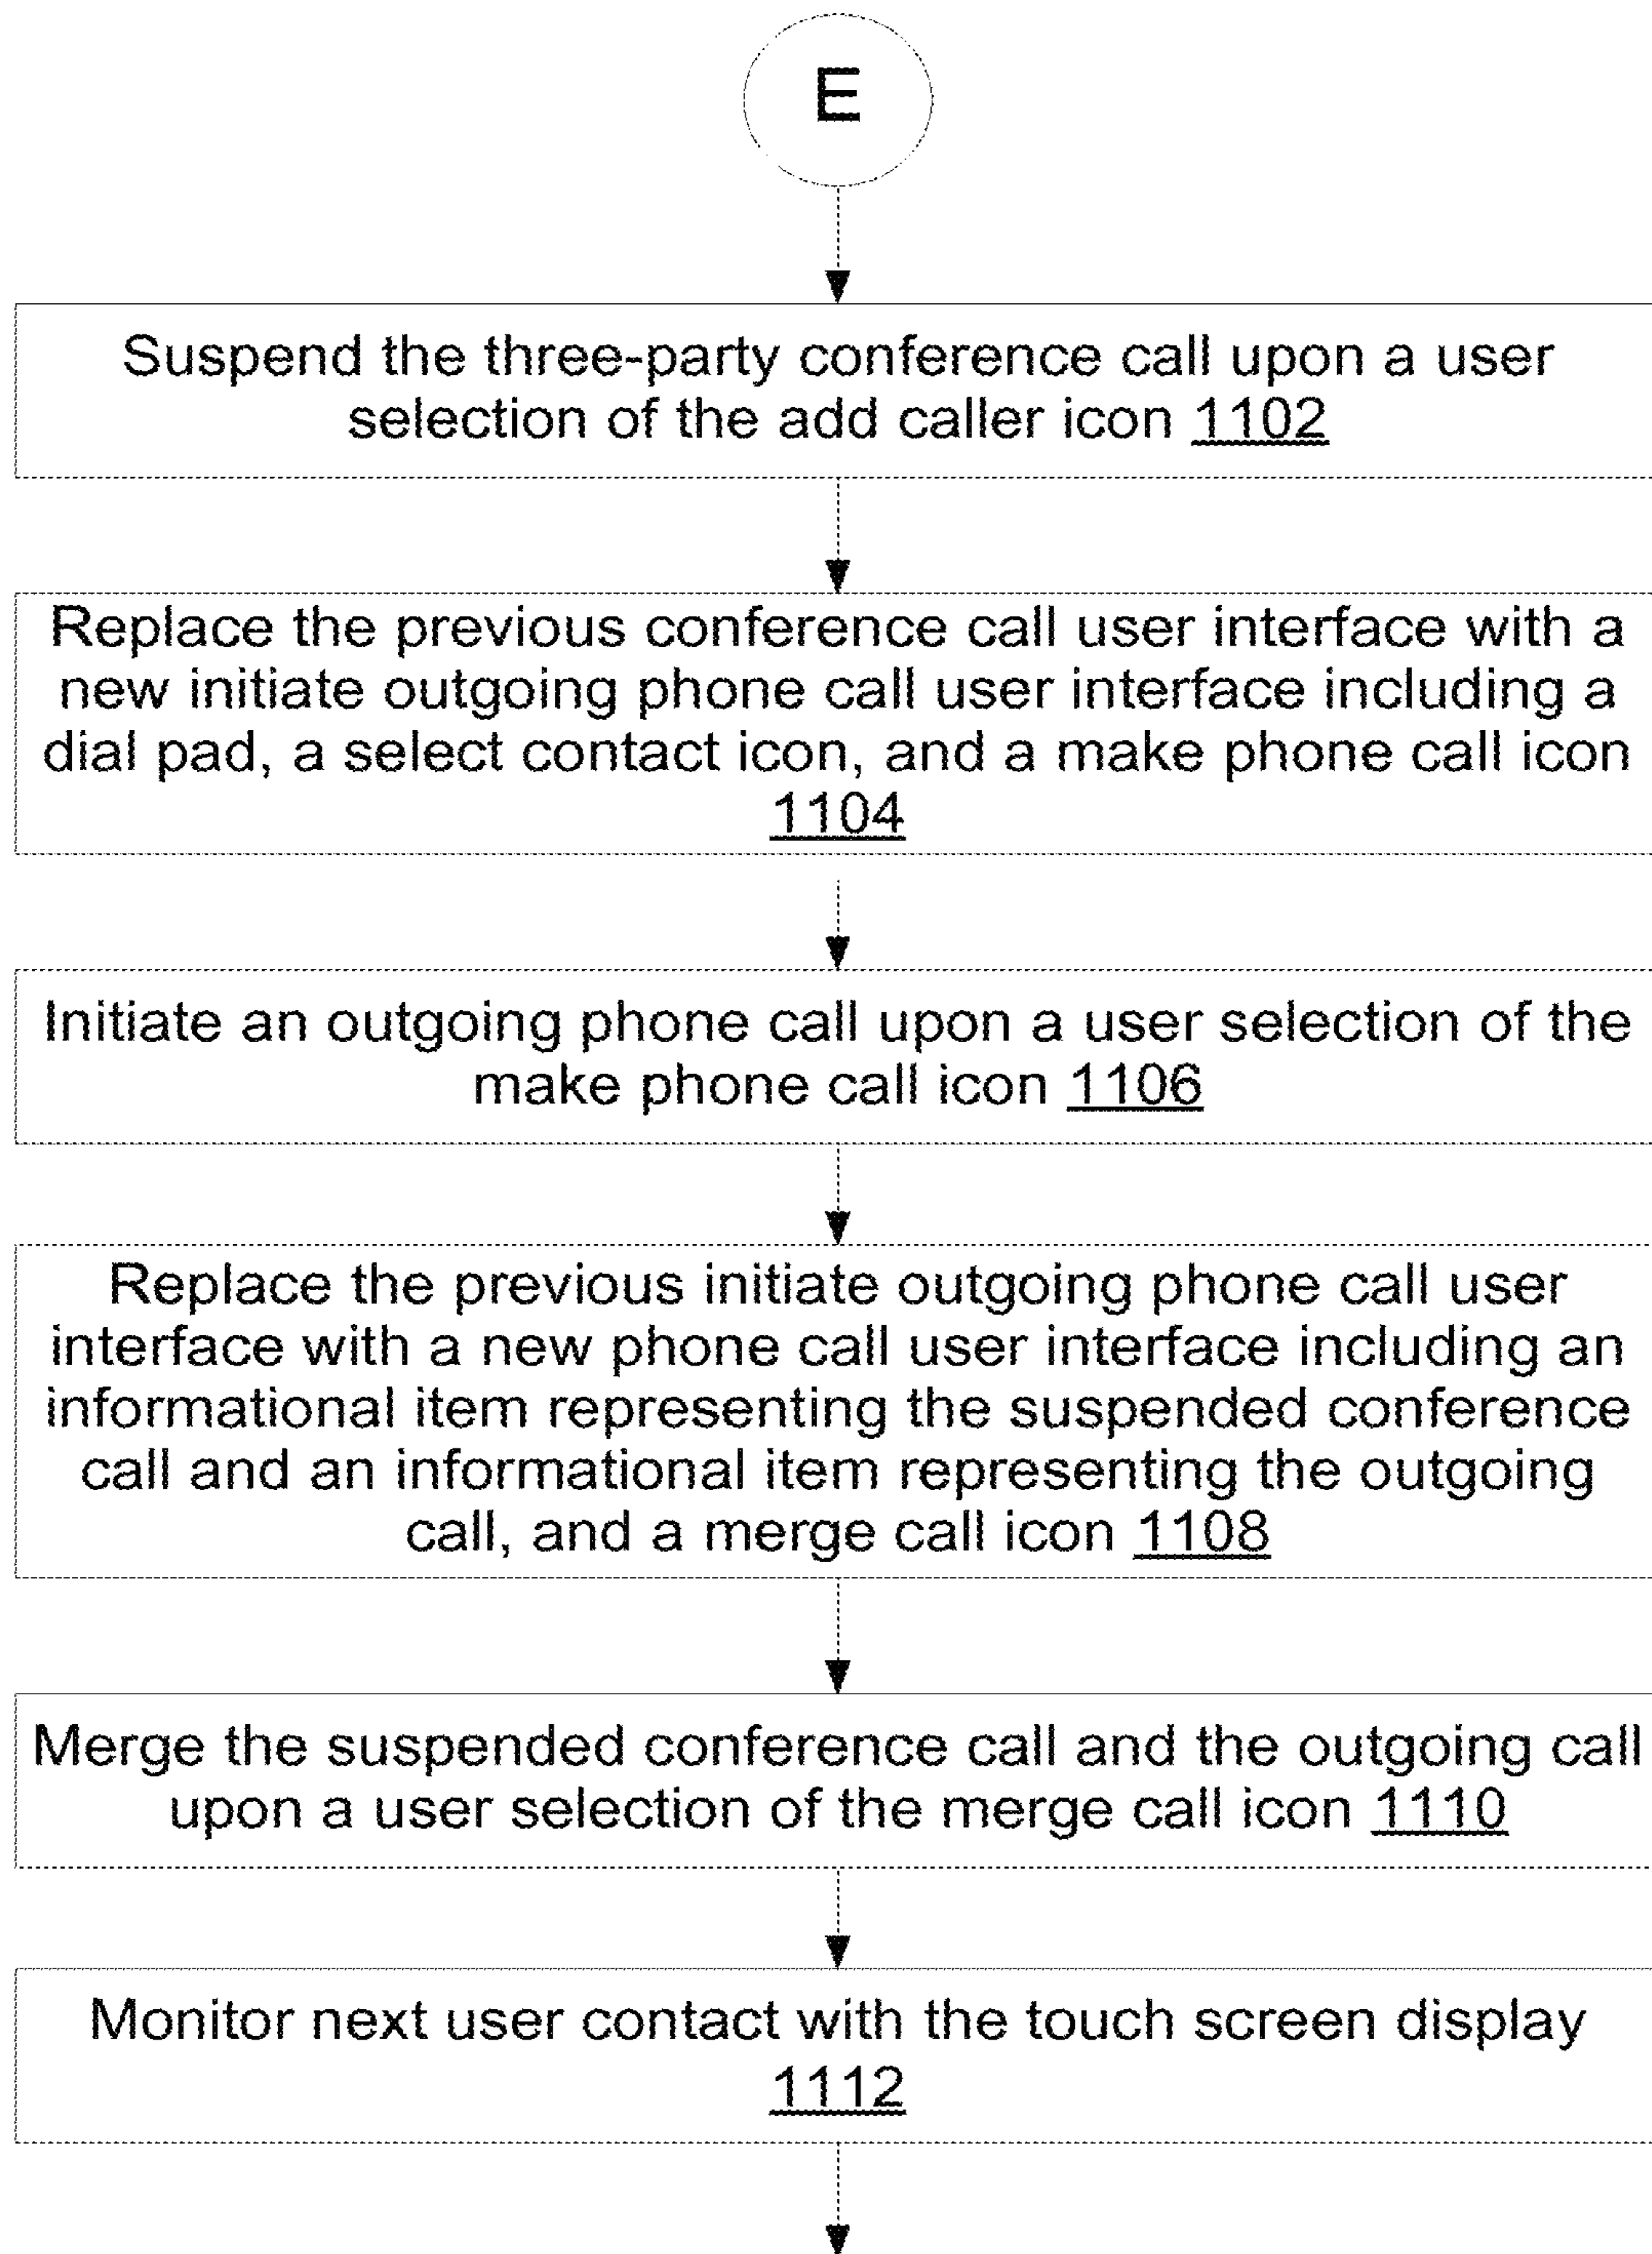 E
Suspend the three-party conference call upon a user
selection of the add caller icon 1102
Replace the previous conference call user interface with a
new initiate outgoing phone call user interface including a
dial pad, a select contact icon, and a make phone call icon
1104
Initiate an outgoing phone call upon a user selection of the
make phone call icon 1106
Replace the previous initiate outgoing phone call user
interface with a new phone call user interface including an
informational item representing the suspended conference
call and an informational item representing the outgoing
call, and a merge call icon 1108
Merge the suspended conference call and the outgoing call
upon a user selection of the merge call icon 1110
Monitor next user contact with the touch screen display
1112